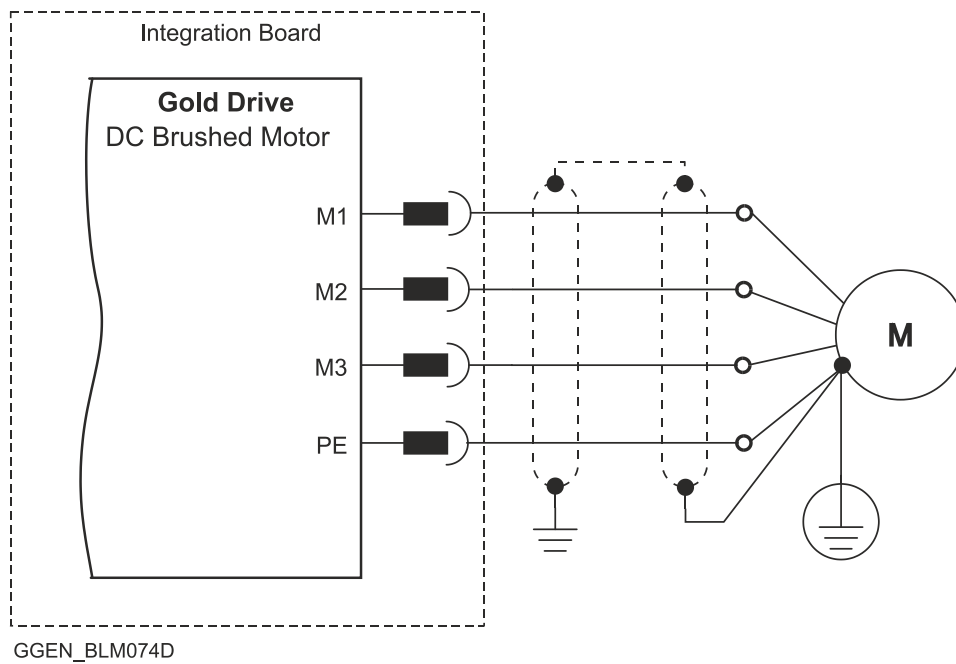 Integration Board
Gold Drive
DC Brushed Motor
M1
M2
M3
PE
M
GGEN_BLM074D